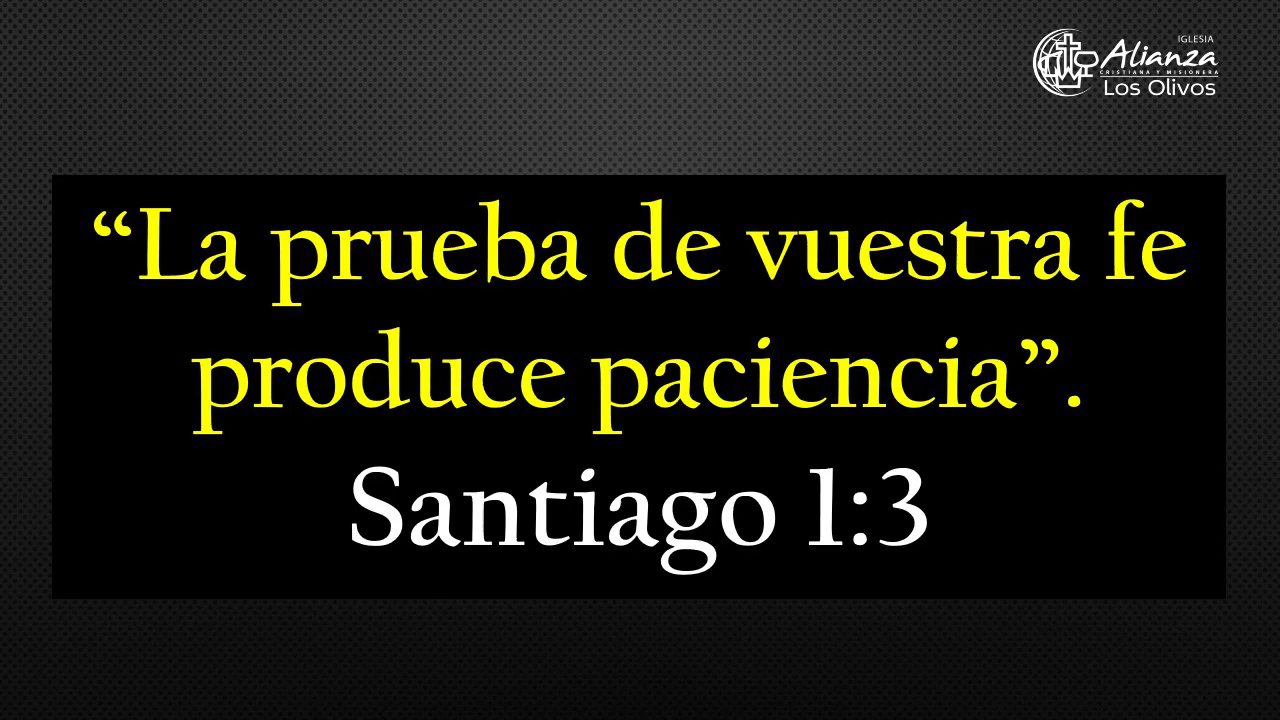 IGLESIA
Alianza
CRISTIANA Y MISIONERA
Los Olivos
“La prueba de vuestra fe
produce paciencia”.
Santiago 1:3